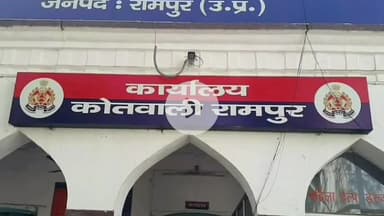 जनपद : रामपुर (उ.प्र.)
कार्यालय
कोतवाली रामपुर